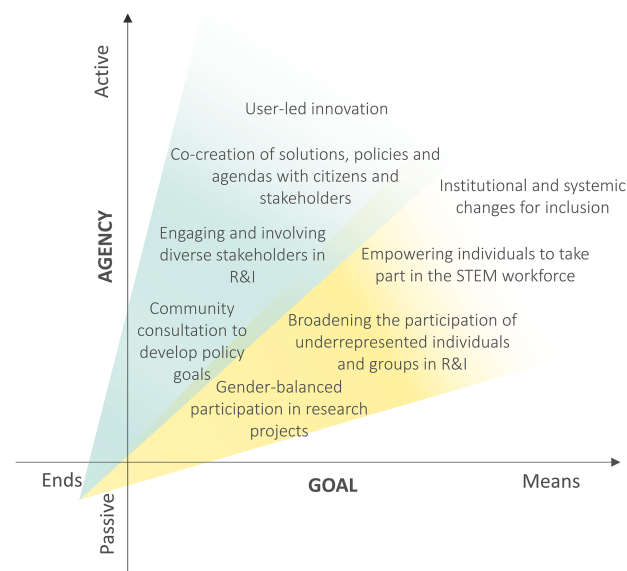 Active
User-led innovation
Co-creation of solutions, policies and
agendas with citizens and
stakeholders
Institutional and systemic
changes for inclusion
AGENCY
Engaging and involving
diverse stakeholders in
R&I
Empowering individuals to take
part in the STEM workforce
Community
consultation to
develop policy
goals
Broadening the participation of
underrepresented individuals
and groups in R&I
Gender-balanced
participation in research
projects
Ends
GOAL
Means
Passive